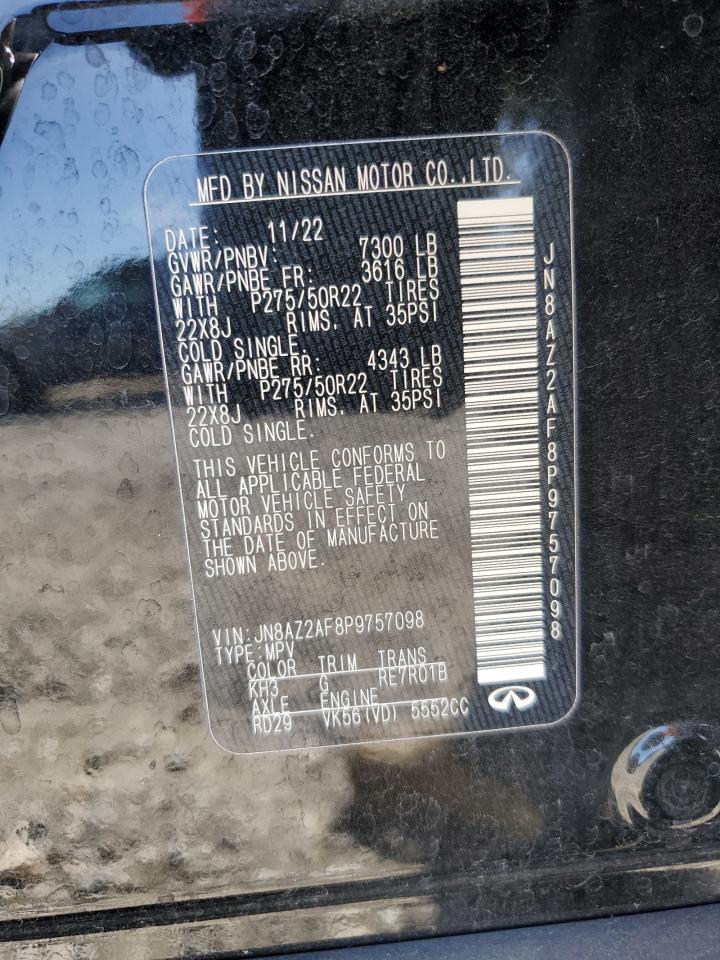 MFD BY NISSAN MOTOR CO.,LTD.
DATE: 11/22
GVWR/PNBV: 7300 LB
GAWR/PNBE FR: 3616 LB
WITH P275/50R22 TIRES
22X8J RIMS. AT 35PSI
COLD SINGLE.
GAWR/PNBE RR: 4343 LB
WITH P275/50R22 TIRES
22X8J RIMS. AT 35PSI
COLD SINGLE.
THIS VEHICLE CONFORMS TO
ALL APPLICABLE FEDERAL
MOTOR VEHICLE SAFETY
STANDARDS IN EFFECT ON
THE DATE OF MANUFACTURE
SHOWN ABOVE.
VIN:JN8AZ2AF8P9757098
TYPE:MPV
COLOR TRIM TRANS
KH3 G RE7R01B
AXLE ENGINE
RD29 VK56(VD) 5552CC
JN8AZ2AF8P9757098